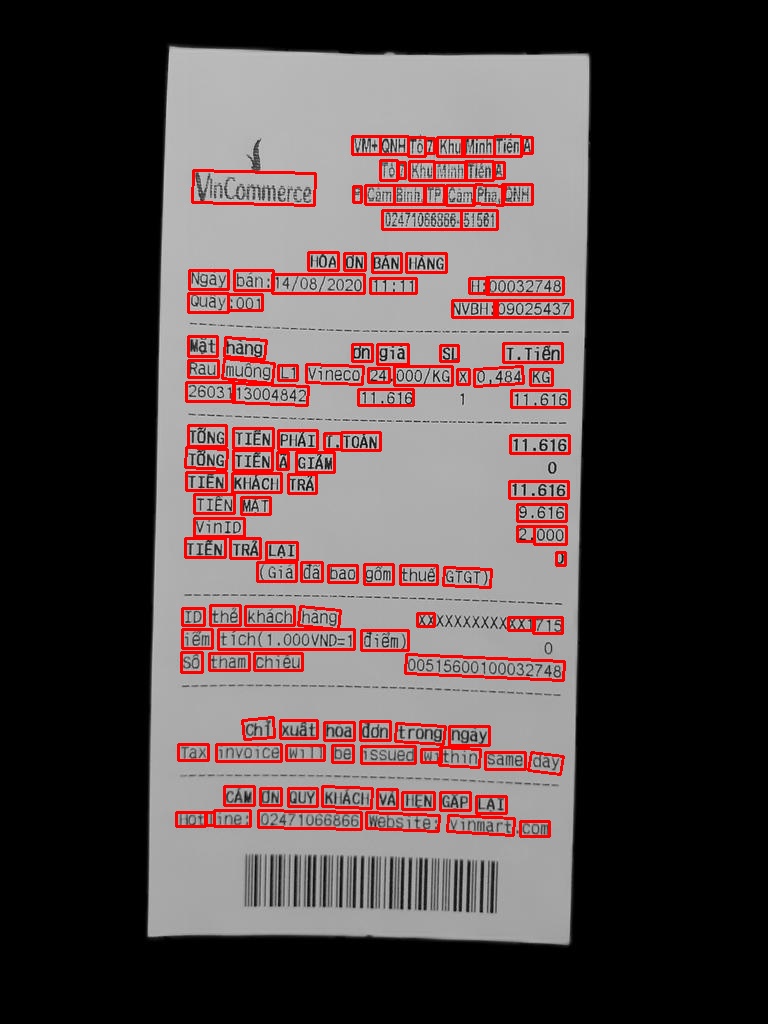 VM+ QNH Tổ 7 Khu Minh Tiến A
Tổ 7 Khu Minh Tiến A
VinCommerce
P. Cẩm Bình, TP. Cẩm Phả, QNH
02471066866-51561
HÓA ĐƠN BÁN HÀNG
Ngày bán:14/08/2020 11:11 HĐ:00032748
Quầy:001 NVBH:09025437
Mặt hàng Đơn giá SL T.Tiền
Rau muống L1 Vineco 24.000/KG x 0,484 KG
2603113004842 11.616 1 11.616
TỔNG TIỀN PHẢI T.TOÁN 11.616
TỔNG TIỀN ĐÃ GIẢM 0
TIỀN KHÁCH TRẢ 11.616
TIỀN MẶT 9.616
VinID 2.000
TIỀN TRẢ LẠI 0
(Giá đã bao gồm thuế GTGT)
ID thẻ khách hàng XXXXXXXXXXXX1715
Điểm tích(1.000VND=1 điểm) 0
Số tham chiếu 00515600100032748
Chỉ xuất hóa đơn trong ngày
Tax invoice will be issued within same day
CẢM ƠN QUÝ KHÁCH VÀ HẸN GẶP LẠI
Hotline: 02471066866 Website: vinmart.com